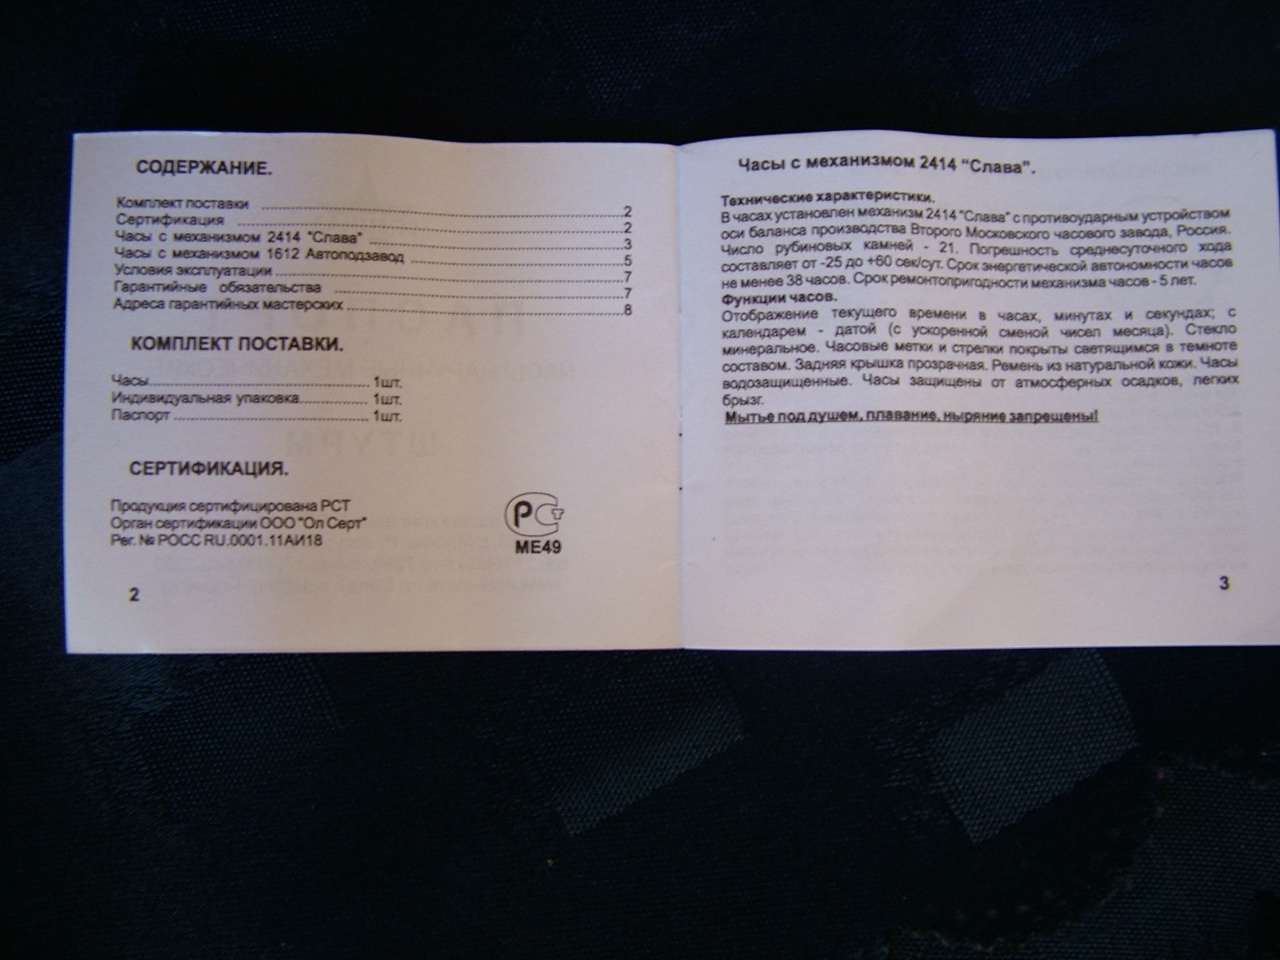 СОДЕРЖАНИЕ.
Комплект поставки ........ 2
Сертификация ........ 2
Часы с механизмом 2414 "Слава" ........ 3
Часы с механизмом 1612 Автоподзавод ........ 5
Условия эксплуатации ........ 7
Гарантийные обязательства ........ 7
Адреса гарантийных мастерских ........ 8
КОМПЛЕКТ ПОСТАВКИ.
Часы ........ 1шт.
Индивидуальная упаковка ........ 1шт.
Паспорт ........ 1шт.
СЕРТИФИКАЦИЯ.
Продукция сертифицирована РСТ
Орган сертификации ООО "Ол Серт"
Рег. № РОСС RU.0001.11АИ18
РСТ
МЕ49
2
Часы с механизмом 2414 "Слава".
Технические характеристики.
В часах установлен механизм 2414 "Слава" с противоударным устройством
оси баланса производства Второго Московского часового завода, Россия.
Число рубиновых камней - 21. Погрешность среднесуточного хода
составляет от -25 до +60 сек/сут. Срок энергетической автономности часов
не менее 38 часов. Срок ремонтопригодности механизма часов - 5 лет.
Функции часов.
Отображение текущего времени в часах, минутах и секундах; с
календарем - датой (с ускоренной сменой чисел месяца). Стекло
минеральное. Часовые метки и стрелки покрыты светящимся в темноте
составом. Задняя крышка прозрачная. Ремень из натуральной кожи. Часы
водозащищенные. Часы защищены от атмосферных осадков, легких
брызг.
Мытье под душем, плавание, ныряние запрещены!
3